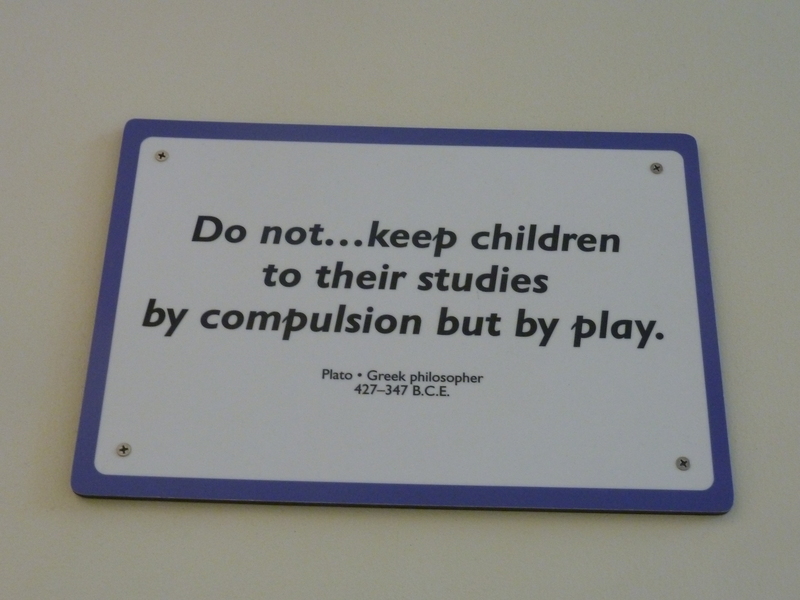 Do not...keep children
to their studies
by compulsion but by play.
Plato • Greek philosopher
427–347 B.C.E.